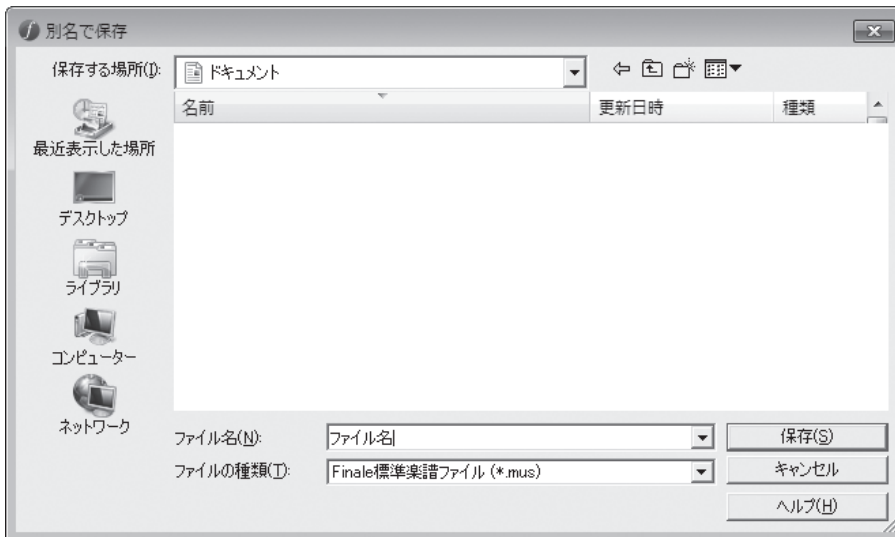 別名で保存
保存する場所(I):
ドキュメント
名前
更新日時
種類
最近表示した場所
デスクトップ
ライブラリ
コンピューター
ネットワーク
ファイル名(N):
ファイル名
保存(S)
ファイルの種類(T):
Finale標準楽譜ファイル (*.mus)
キャンセル
ヘルプ(H)